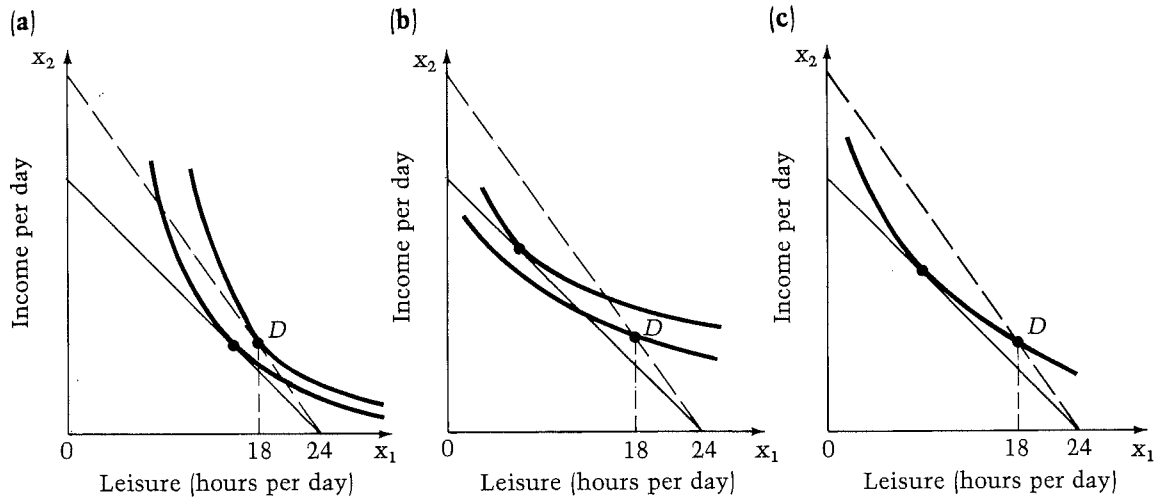 (a)
x2
Income per day
D
0
18
24
x1
Leisure (hours per day)
(b)
x2
Income per day
D
0
18
24
x1
Leisure (hours per day)
(c)
x2
Income per day
D
0
18
24
x1
Leisure (hours per day)